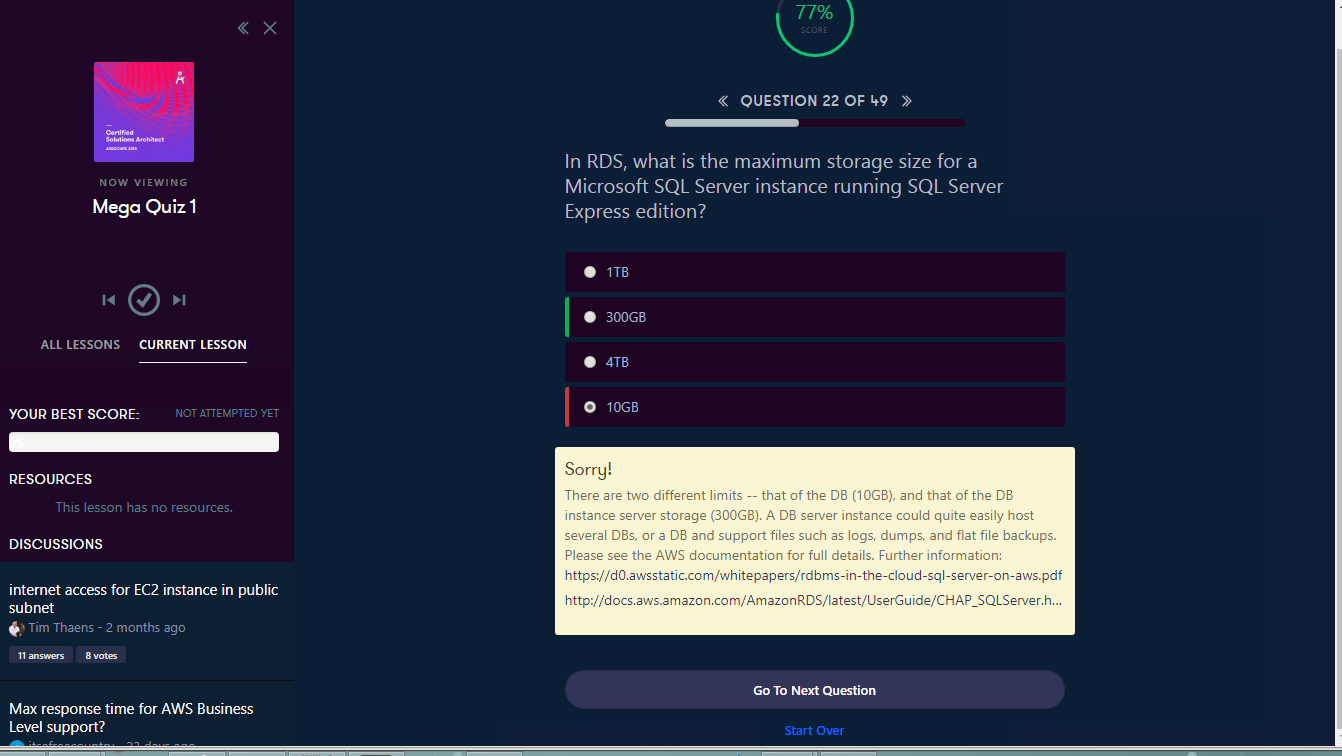 Certified
Solutions Architect
ASSOCIATE 2018
NOW VIEWING
Mega Quiz 1
ALL LESSONS CURRENT LESSON
YOUR BEST SCORE: NOT ATTEMPTED YET
RESOURCES
This lesson has no resources.
DISCUSSIONS
internet access for EC2 instance in public
subnet
Tim Thaens - 2 months ago
11 answers 8 votes
Max response time for AWS Business
Level support?
itsafreecountry - 23 days ago
77%
SCORE
QUESTION 22 OF 49
In RDS, what is the maximum storage size for a
Microsoft SQL Server instance running SQL Server
Express edition?
1TB
300GB
4TB
10GB
Sorry!
There are two different limits -- that of the DB (10GB), and that of the DB
instance server storage (300GB). A DB server instance could quite easily host
several DBs, or a DB and support files such as logs, dumps, and flat file backups.
Please see the AWS documentation for full details. Further information:
https://d0.awsstatic.com/whitepapers/rdbms-in-the-cloud-sql-server-on-aws.pdf
http://docs.aws.amazon.com/AmazonRDS/latest/UserGuide/CHAP_SQLServer.h...
Go To Next Question
Start Over